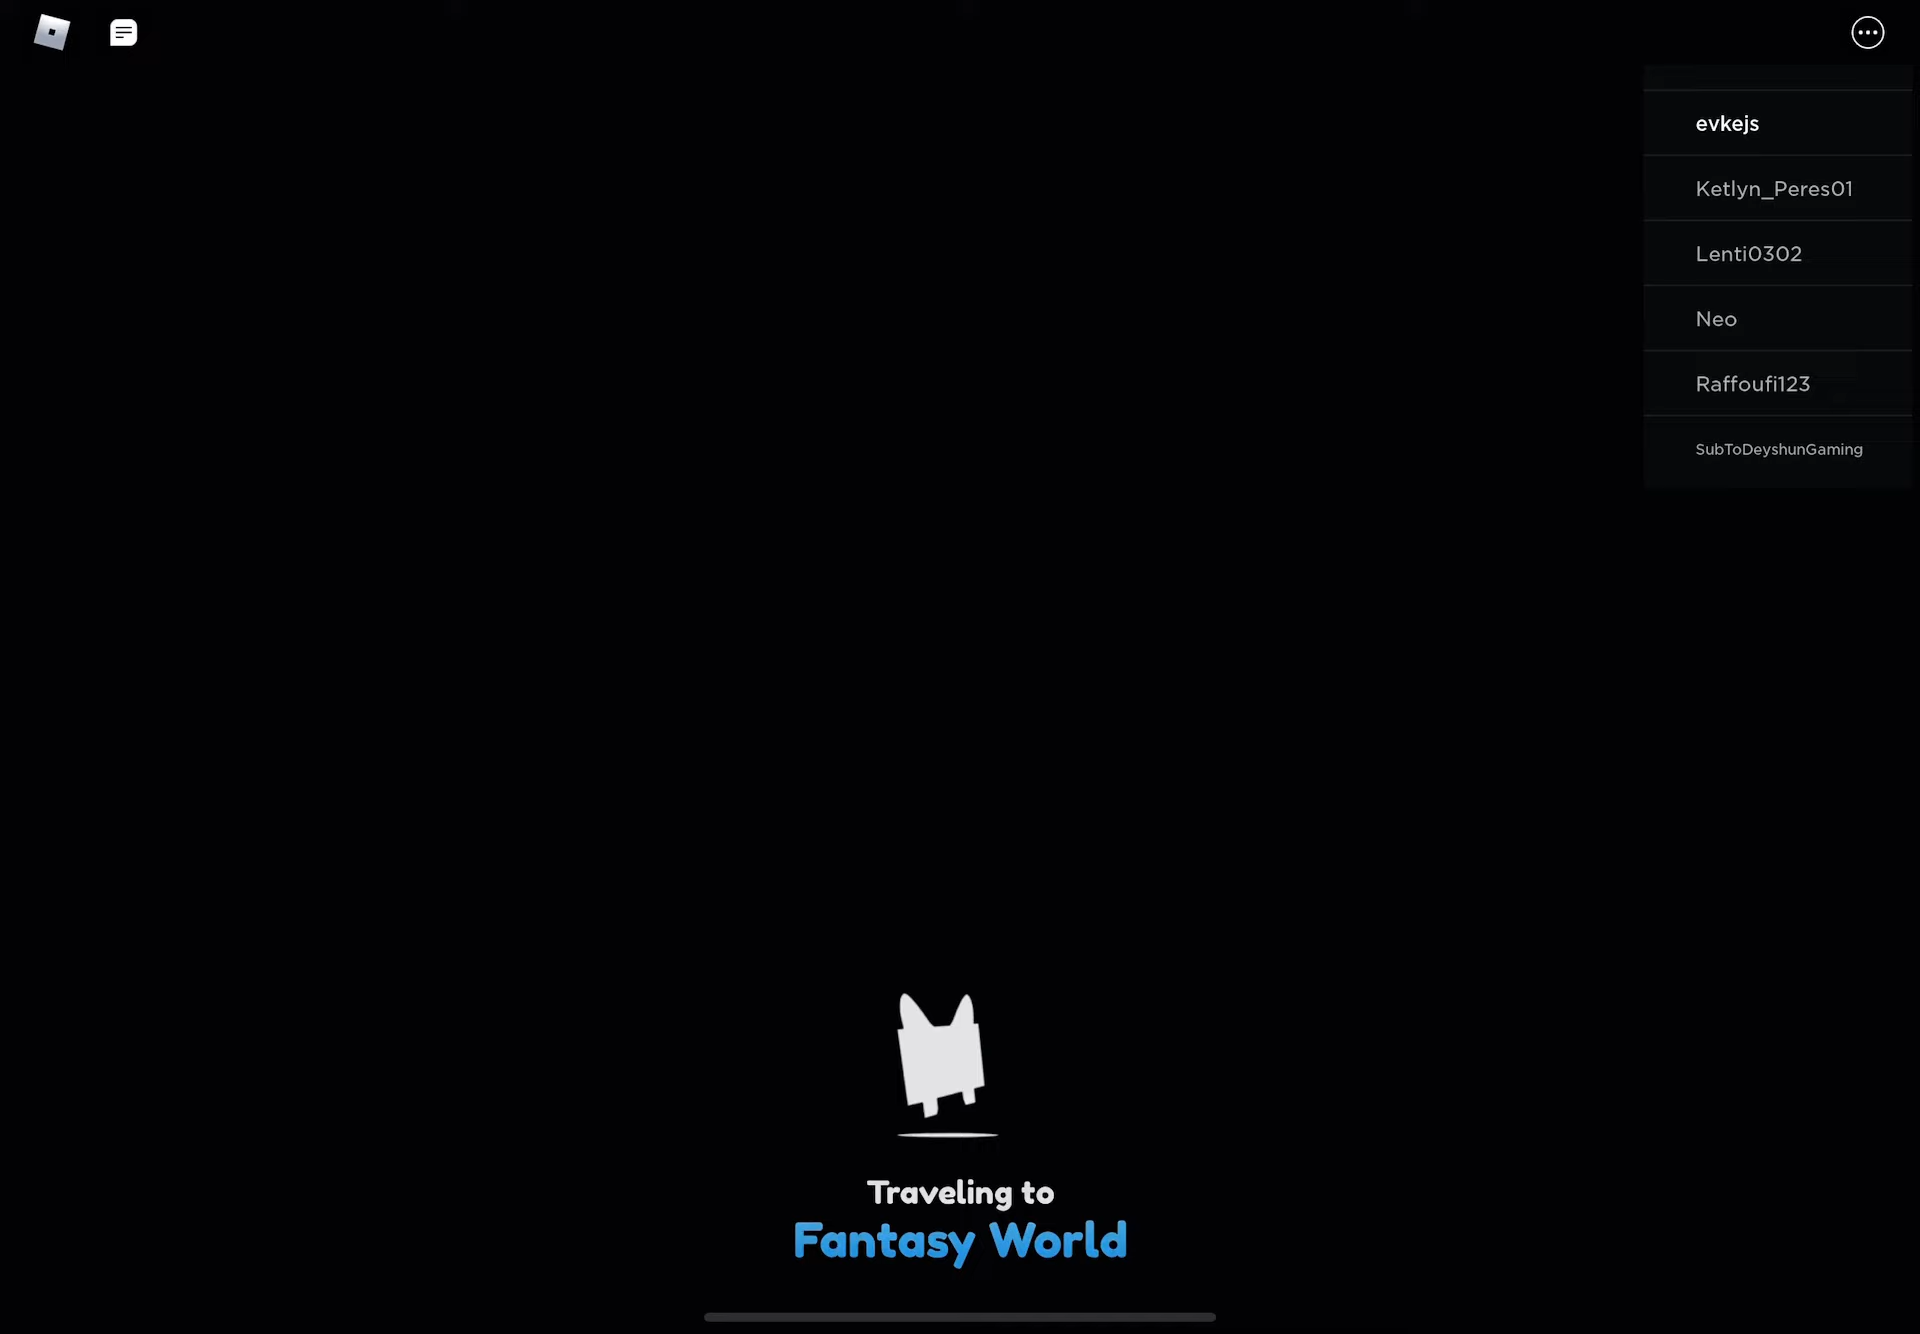 evkejs
Ketlyn_Peres01
Lenti0302
Neo
Raffoufi123
SubToDeyshunGaming
Traveling to
Fantasy World